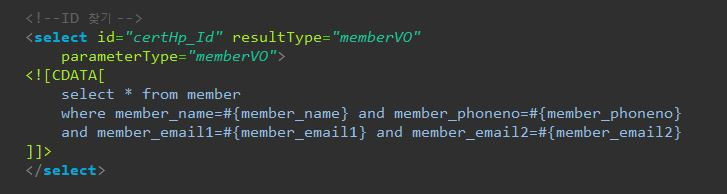 <!--ID 찾기 -->
<select id="certHp_Id" resultType="memberVO"
parameterType="memberVO">
<![CDATA[
select * from member
where member_name=#{member_name} and member_phoneno=#{member_phoneno}
and member_email1=#{member_email1} and member_email2=#{member_email2}
]]>
</select>